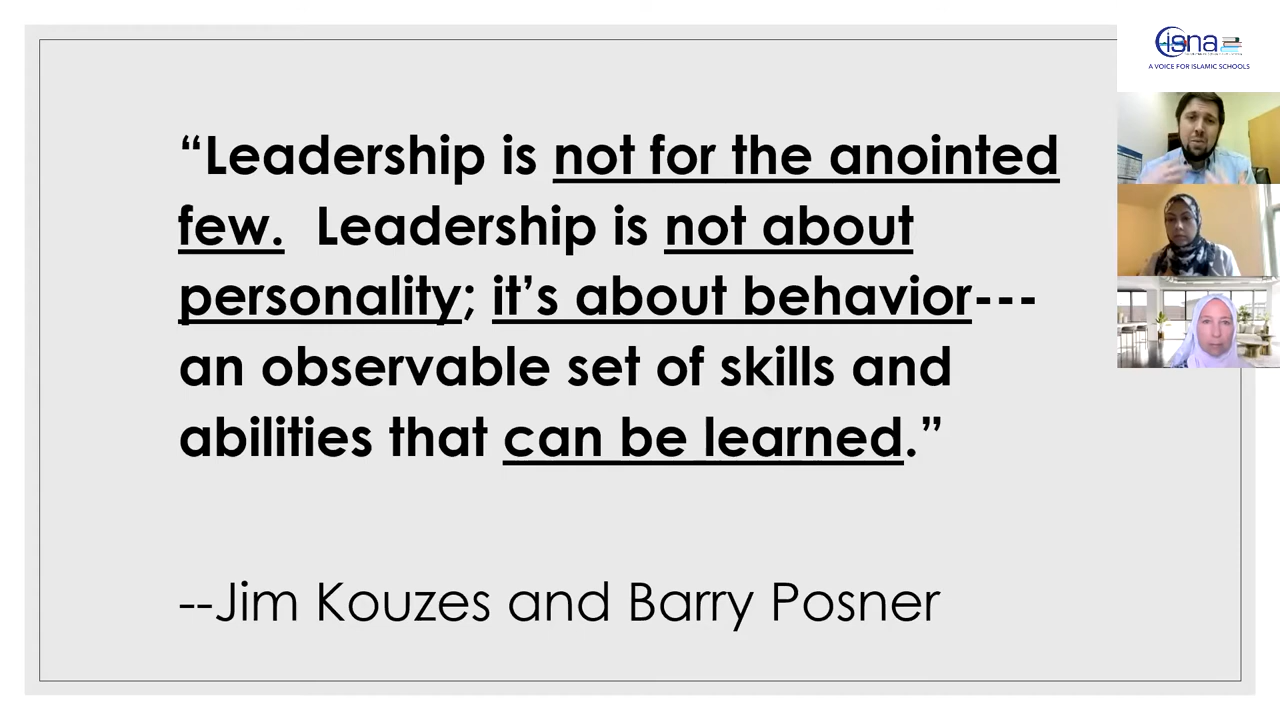 “Leadership is not for the anointed
few.  Leadership is not about
personality; it’s about behavior---
an observable set of skills and
abilities that can be learned.”
--Jim Kouzes and Barry Posner
cisna
A VOICE FOR ISLAMIC SCHOOLS